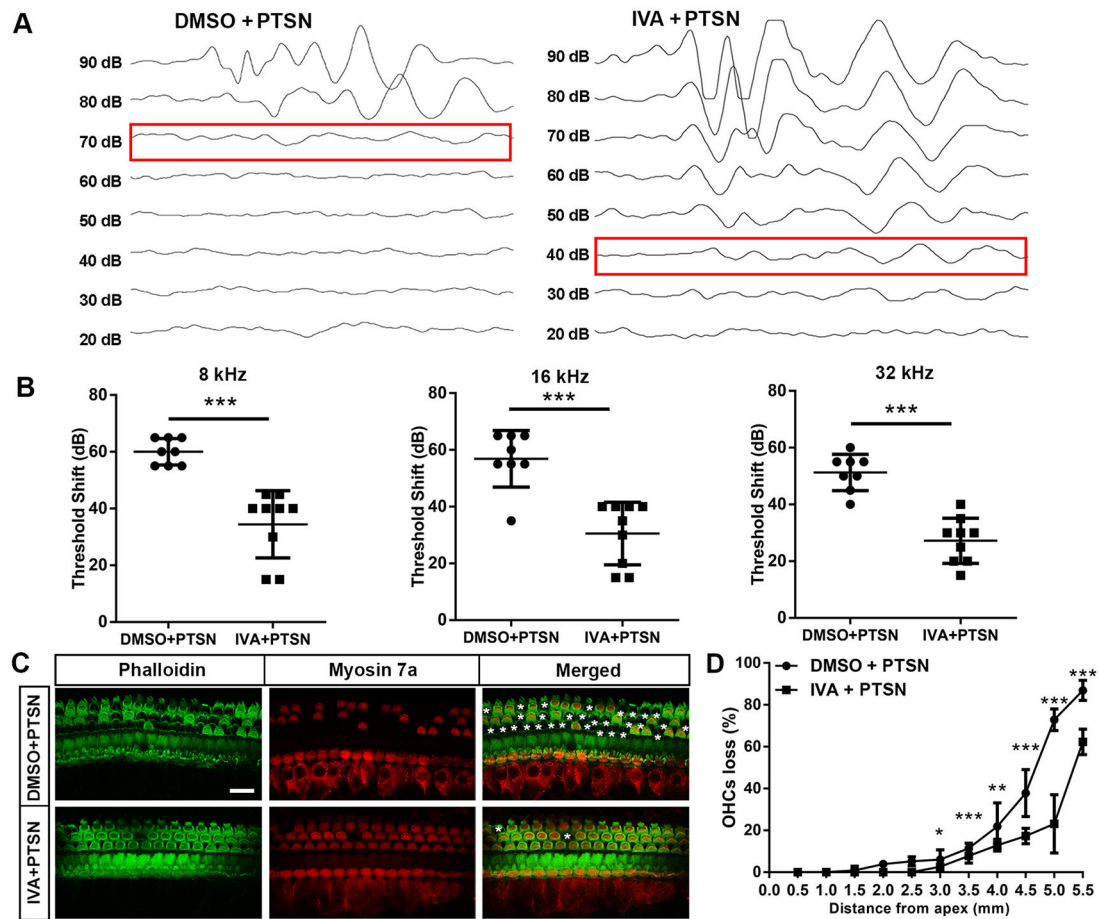 A
DMSO + PTSN
IVA + PTSN
90 dB
80 dB
70 dB
60 dB
50 dB
40 dB
30 dB
20 dB
90 dB
80 dB
70 dB
60 dB
50 dB
40 dB
30 dB
20 dB
B
8 kHz
***
Threshold Shift (dB)
80
60
40
20
0
DMSO+PTSN
IVA+PTSN
16 kHz
***
Threshold Shift (dB)
80
60
40
20
0
DMSO+PTSN
IVA+PTSN
32 kHz
***
Threshold Shift (dB)
80
60
40
20
0
DMSO+PTSN
IVA+PTSN
C
Phalloidin
Myosin 7a
Merged
DMSO+PTSN
IVA+PTSN
D
DMSO + PTSN
IVA + PTSN
OHCs loss (%)
100
80
60
40
20
0
*
***
**
***
***
***
0.0 0.5 1.0 1.5 2.0 2.5 3.0 3.5 4.0 4.5 5.0 5.5
Distance from apex (mm)